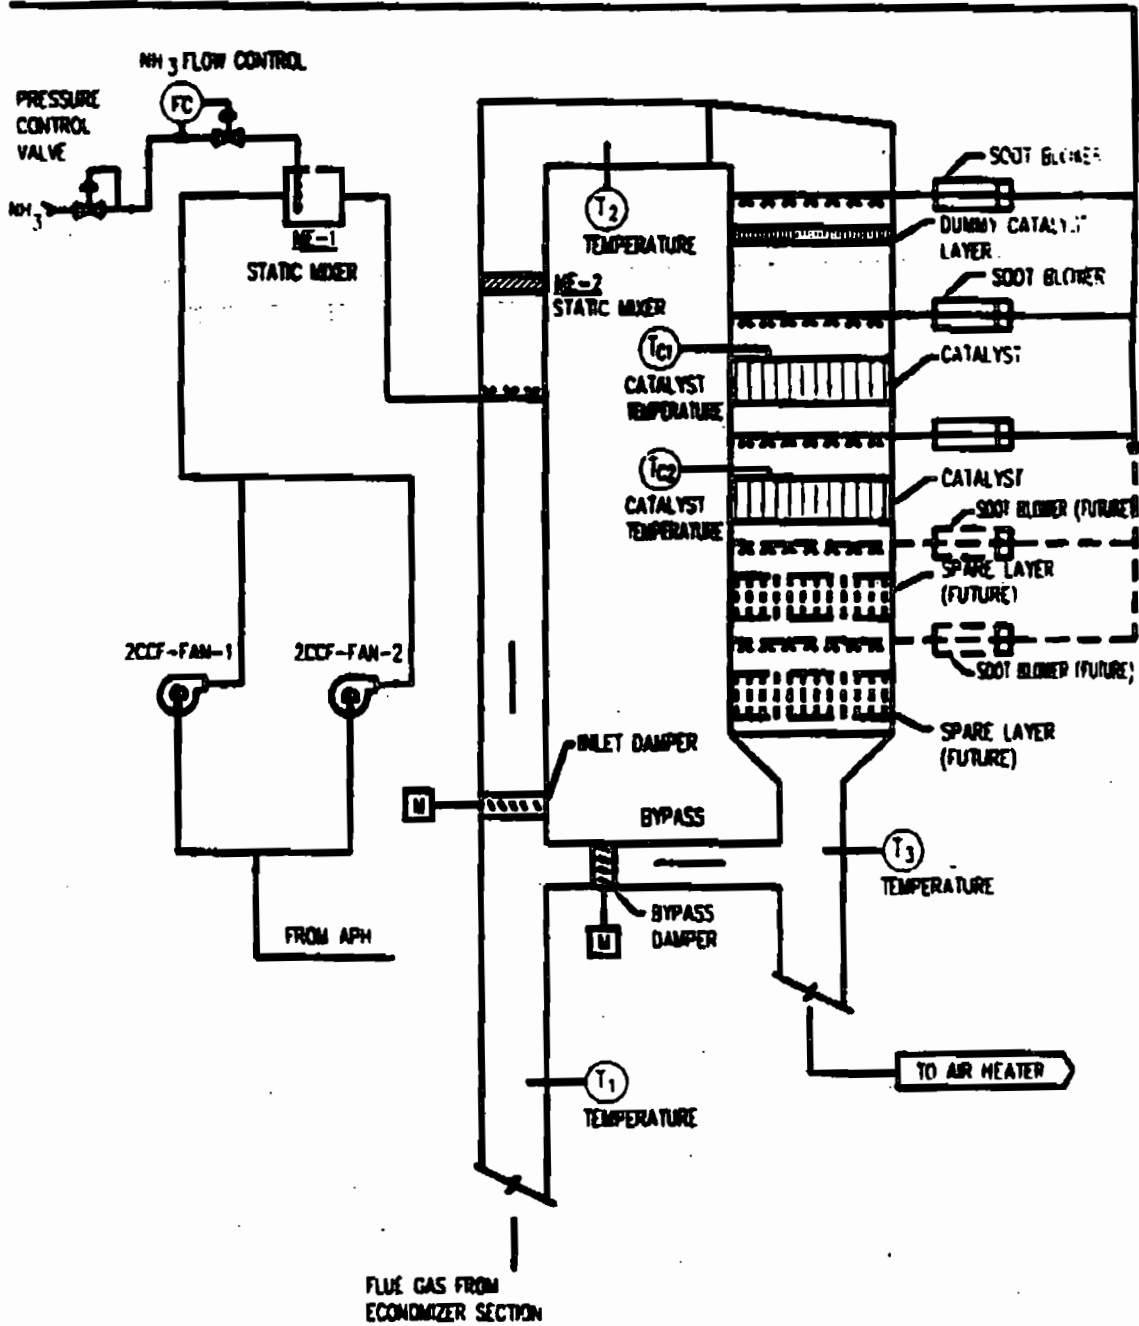 NH3 FLOW CONTROL
PRESSURE
CONTROL
VALVE
FC
NH3
ME-1
STATIC MIXER
T2
TEMPERATURE
ME-2
STATIC MIXER
SOOT BLOWER
DUMMY CATALYST
LAYER
SOOT BLOWER
TC1
CATALYST
TEMPERATURE
CATALYST
TC2
CATALYST
TEMPERATURE
CATALYST
SOOT BLOWER (FUTURE)
SPARE LAYER
(FUTURE)
SOOT BLOWER (FUTURE)
SPARE LAYER
(FUTURE)
2CCF-FAN-1
2CCF-FAN-2
INLET DAMPER
M
BYPASS
T3
TEMPERATURE
BYPASS
DAMPER
M
FROM APH
TO AIR HEATER
T1
TEMPERATURE
FLUE GAS FROM
ECONOMIZER SECTION